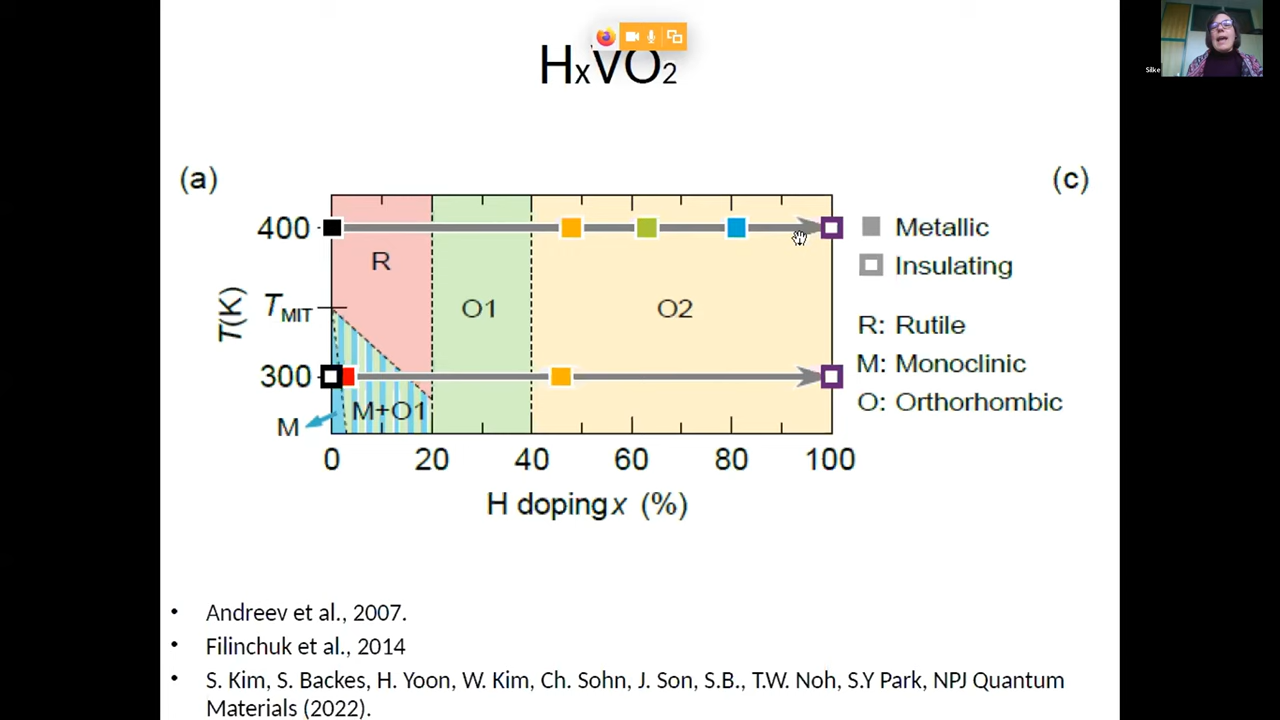 HxVO2
Silke
(a)
(c)
400
Metallic
R
Insulating
T(K)
TMIT
O1
O2
R: Rutile
300
M: Monoclinic
M+O1
O: Orthorhombic
M
0 20 40 60 80 100
H doping x (%)
• Andreev et al., 2007.
• Filinchuk et al., 2014
• S. Kim, S. Backes, H. Yoon, W. Kim, Ch. Sohn, J. Son, S.B., T.W. Noh, S.Y Park, NPJ Quantum
Materials (2022).